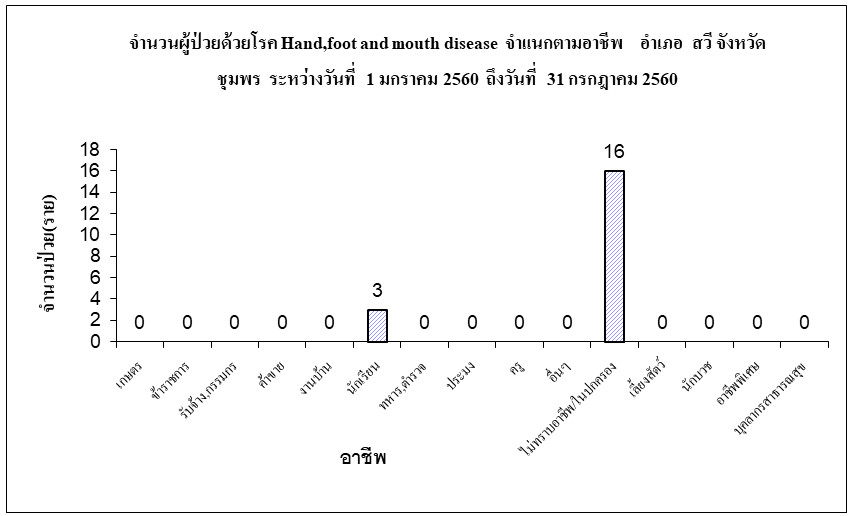 จำนวนผู้ป่วยด้วยโรค Hand,foot and mouth disease จำแนกตามอาชีพ อำเภอ สวี จังหวัด
ชุมพร ระหว่างวันที่ 1 มกราคม 2560 ถึงวันที่ 31 กรกฎาคม 2560
จำนวนป่วย(ราย)
18
16
14
12
10
8
6
4
2
0
0 0 0 0 0 3 0 0 0 0 16 0 0 0 0
เกษตร
ข้าราชการ
รับจ้าง,กรรมกร
ค้าขาย
งานบ้าน
นักเรียน
ทหาร,ตำรวจ
ประมง
ครู
อื่นๆ
ไม่ทราบอาชีพ/ในปกครอง
เลี้ยงสัตว์
นักบวช
อาชีพพิเศษ
บุคลากรสาธารณสุข
อาชีพ